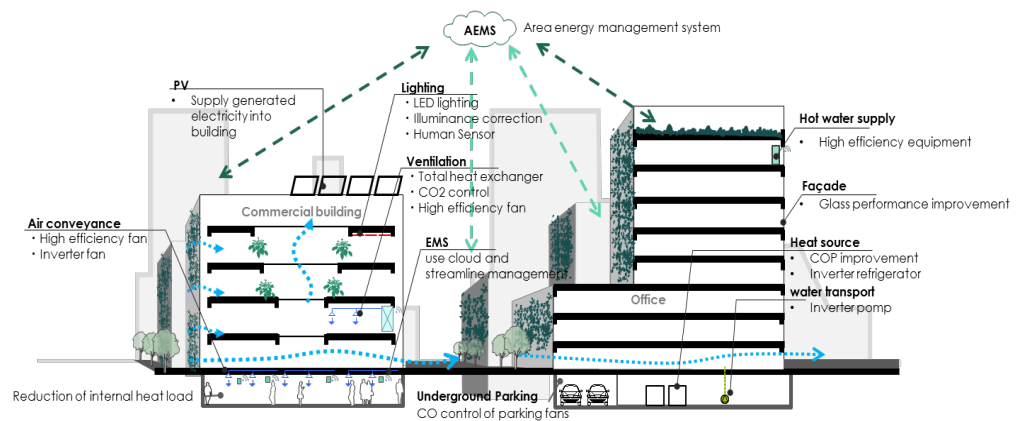 AEMS
Area energy management system
PV
• Supply generated
electricity into
building
Lighting
・LED lighting
・Illuminance correction
・Human Sensor
Ventilation
・Total heat exchanger
・CO2 control
・High efficiency fan
Hot water supply
• High efficiency equipment
Façade
• Glass performance improvement
Commercial building
Air conveyance
・High efficiency fan
・Inverter fan
EMS
use cloud and
streamline management.
Heat source
• COP improvement
• Inverter refrigerator
water transport
• Inverter pomp
Office
Reduction of internal heat load
Underground Parking
CO control of parking fans